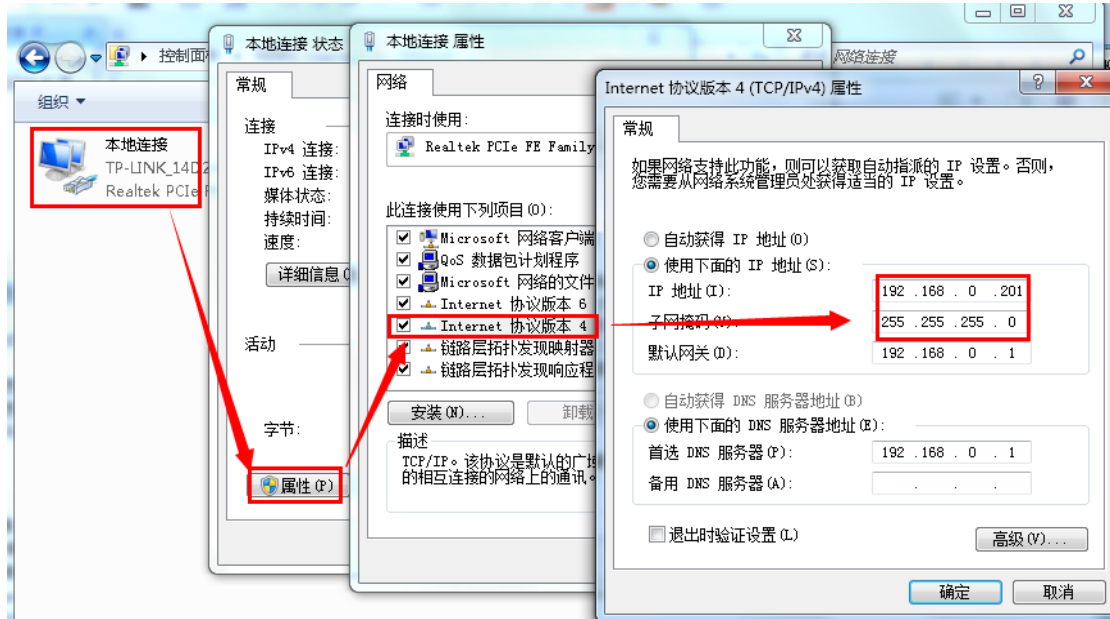 控制面
网络连接
组织
本地连接
TP-LINK_14D2
Realtek PCIe F
本地连接 状态
常规
连接
IPv4 连接:
IPv6 连接:
媒体状态:
持续时间:
速度:
详细信息(
活动
字节:
属性(P)
本地连接 属性
网络
连接时使用:
Realtek PCIe FE Family
此连接使用下列项目(O):
Microsoft 网络客户端
QoS 数据包计划程序
Microsoft 网络的文件
Internet 协议版本 6
Internet 协议版本 4
链路层拓扑发现映射器
链路层拓扑发现响应程
安装(N)...
卸载
描述
TCP/IP。该协议是默认的广域
的相互连接的网络上的通讯。
Internet 协议版本 4 (TCP/IPv4) 属性
常规
如果网络支持此功能，则可以获取自动指派的 IP 设置。否则，
您需要从网络系统管理员处获得适当的 IP 设置。
自动获得 IP 地址(O)
使用下面的 IP 地址(S):
IP 地址(I): 192 .168 . 0 .201
子网掩码(U): 255 .255 .255 . 0
默认网关(D): 192 .168 . 0 . 1
自动获得 DNS 服务器地址(B)
使用下面的 DNS 服务器地址(E):
首选 DNS 服务器(P): 192 .168 . 0 . 1
备用 DNS 服务器(A): . . .
退出时验证设置(L)
高级(V)...
确定
取消